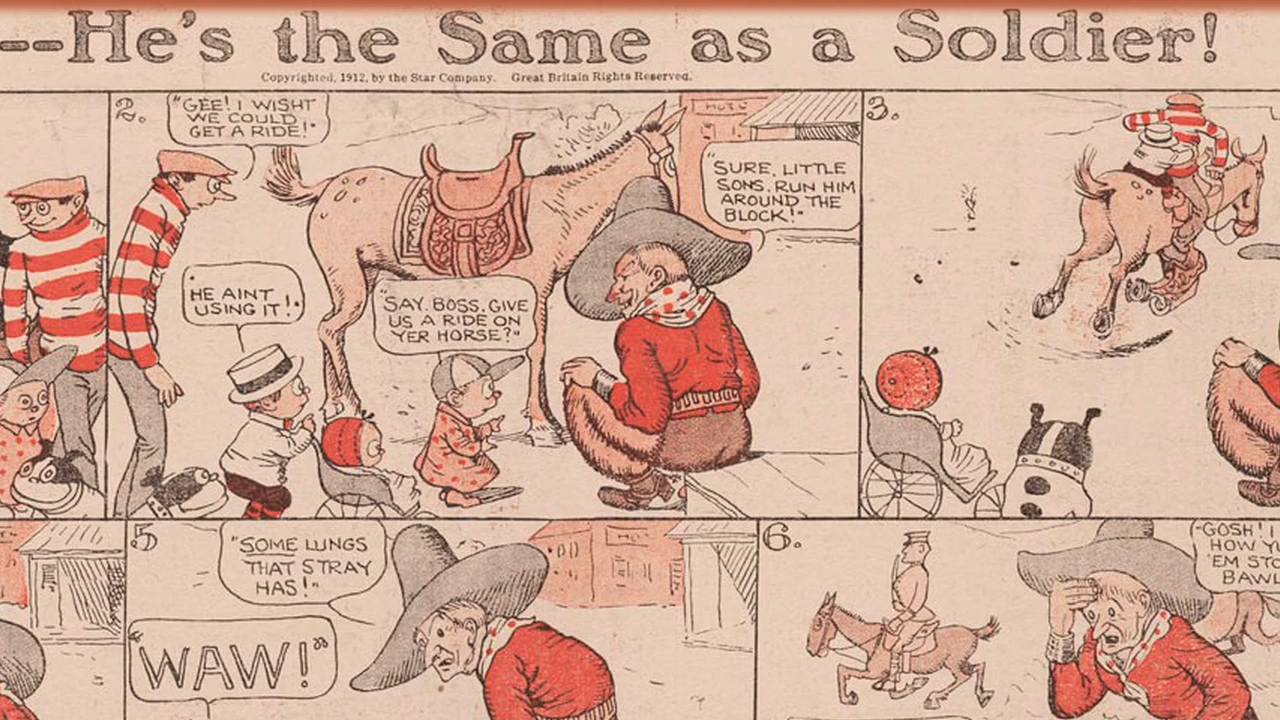 --He's the Same as a Soldier!
Copyrighted, 1912, by the Star Company. Great Britain Rights Reserved.
2.
"GEE! I WISHT
WE COULD
GET A RIDE!"
HOTEL
"SURE, LITTLE
SONS. RUN HIM
AROUND THE
BLOCK!"
"HE AINT
USING IT!"
"SAY. BOSS. GIVE
US A RIDE ON
YER HORSE?"
3.
5
"SOME LUNGS
THAT STRAY
HAS!"
"WAW!"
6.
"GOSH! I
HOW
'EM